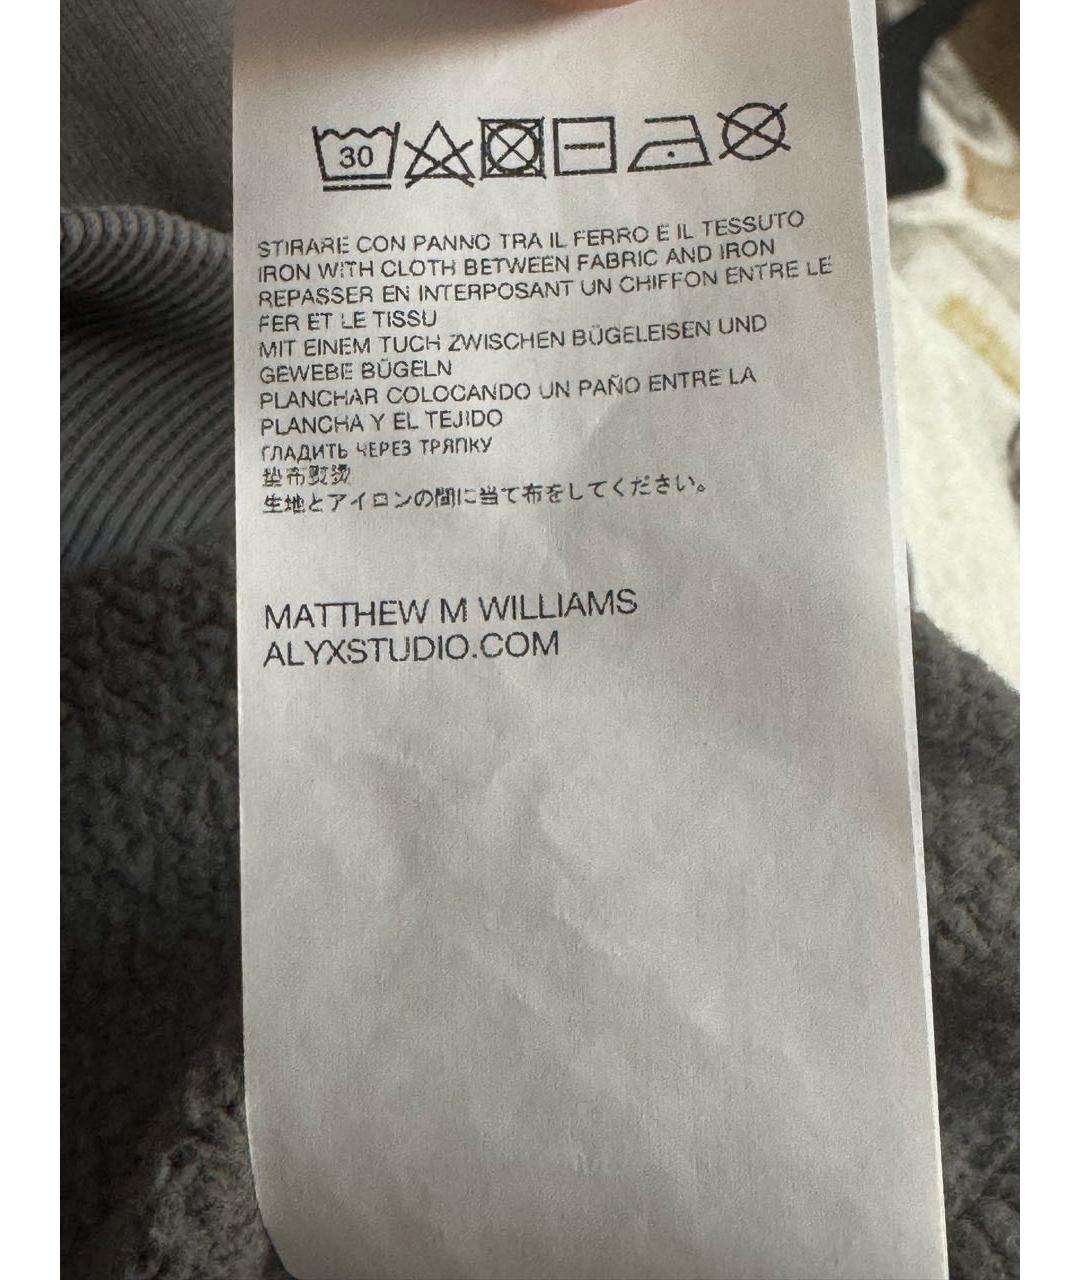 30
STIRARE CON PANNO TRA IL FERRO E IL TESSUTO
IRON WITH CLOTH BETWEEN FABRIC AND IRON
REPASSER EN INTERPOSANT UN CHIFFON ENTRE LE
FER ET LE TISSU
MIT EINEM TUCH ZWISCHEN BÜGELEISEN UND
GEWEBE BÜGELN
PLANCHAR COLOCANDO UN PAÑO ENTRE LA
PLANCHA Y EL TEJIDO
ГЛАДИТЬ ЧЕРЕЗ ТРЯПКУ
垫布熨烫
生地とアイロンの間に当て布をしてください。
MATTHEW M WILLIAMS
ALYXSTUDIO.COM